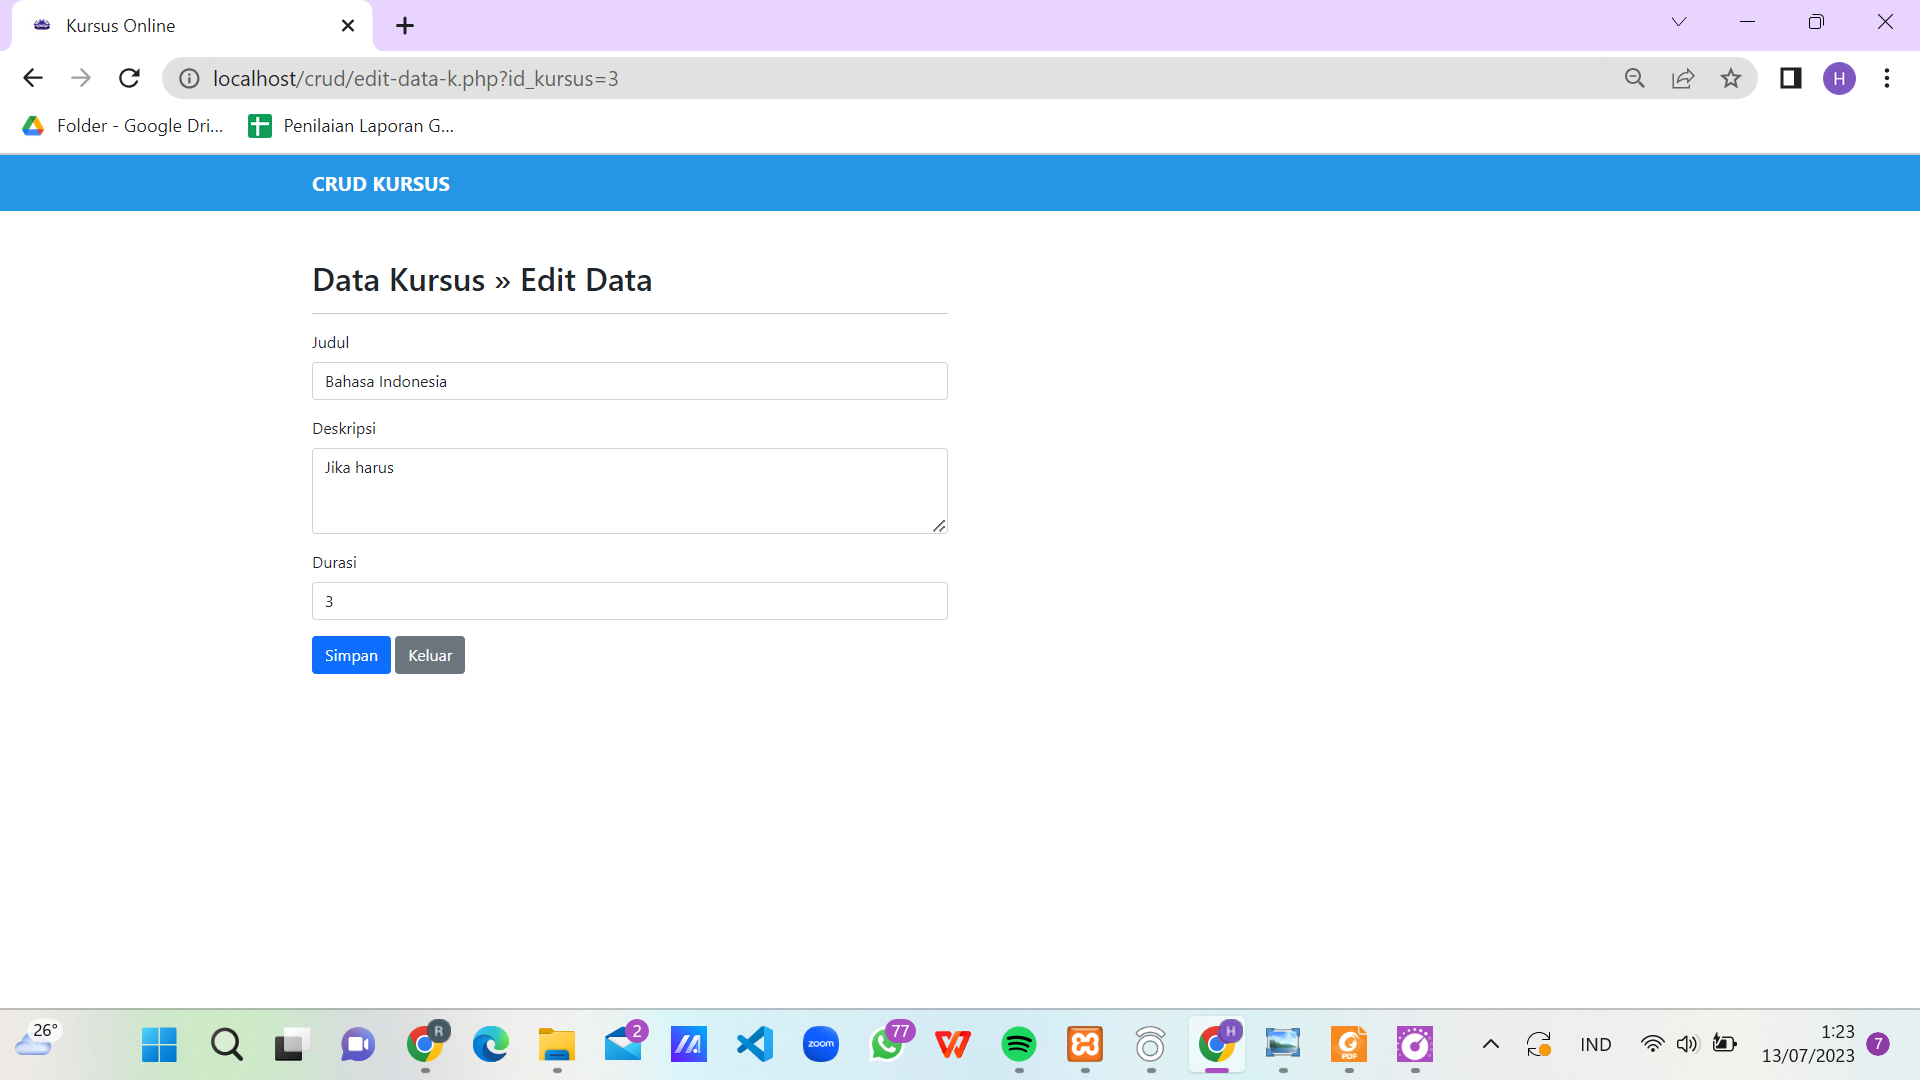 Kursus Online
localhost/crud/edit-data-k.php?id_kursus=3
H
Folder - Google Dri...
Penilaian Laporan G...
CRUD KURSUS
Data Kursus » Edit Data
Judul
Bahasa Indonesia
Deskripsi
Jika harus
Durasi
3
Simpan Keluar
26°
R
2
zoom
77
H
PDF
IND
1:23
13/07/2023
7